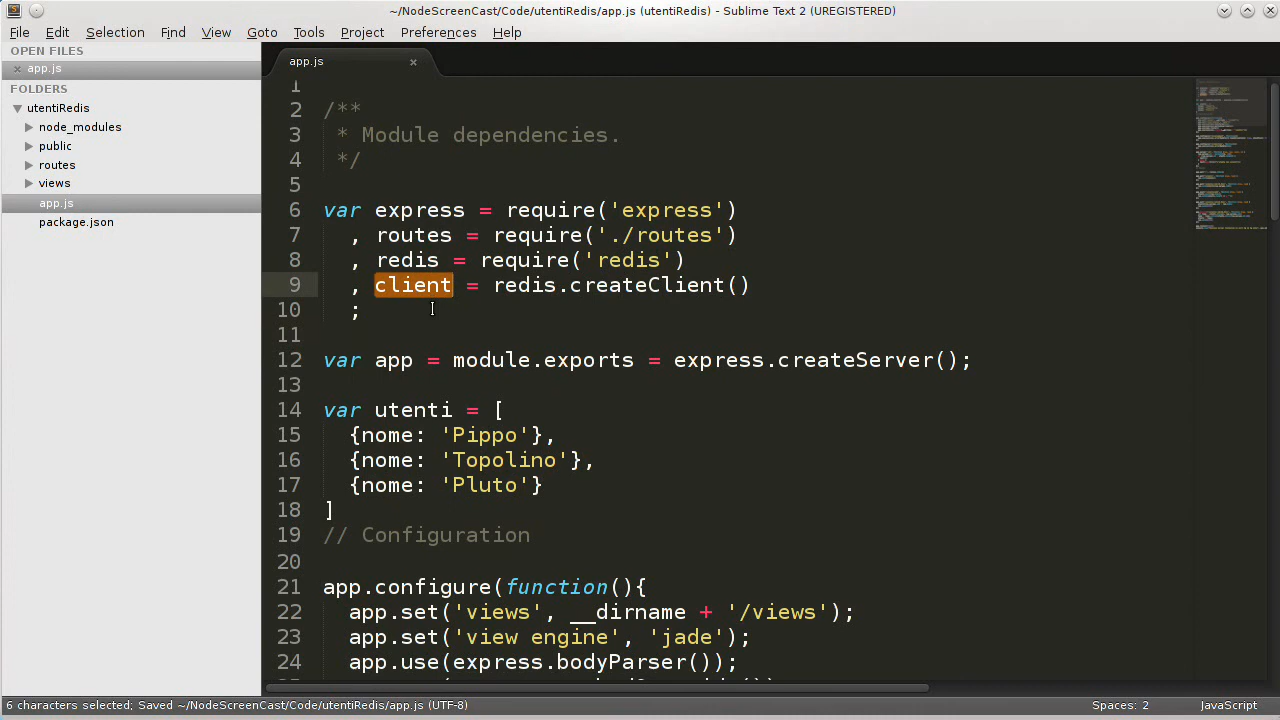 ~/NodeScreenCast/Code/utentiRedis/app.js (utentiRedis) - Sublime Text 2 (UNREGISTERED)
File Edit Selection Find View Goto Tools Project Preferences Help
OPEN FILES
app.js
FOLDERS
utentiRedis
node_modules
public
routes
views
app.js
package.json
app.js
1
2 /**
3  * Module dependencies.
4  */
5
6 var express = require('express')
7   , routes = require('./routes')
8   , redis = require('redis')
9   , client = redis.createClient()
10   ;
11
12 var app = module.exports = express.createServer();
13
14 var utenti = [
15   {nome: 'Pippo'},
16   {nome: 'Topolino'},
17   {nome: 'Pluto'}
18 ]
19 // Configuration
20
21 app.configure(function(){
22   app.set('views', __dirname + '/views');
23   app.set('view engine', 'jade');
24   app.use(express.bodyParser());
6 characters selected; Saved ~/NodeScreenCast/Code/utentiRedis/app.js (UTF-8)
Spaces: 2
JavaScript